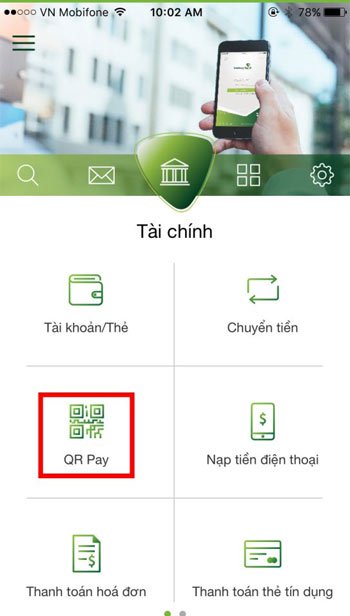 VN Mobifone 10:02 AM 78%
Tài chính
Tài khoản/Thẻ
Chuyển tiền
QR Pay
Nạp tiền điện thoại
Thanh toán hoá đơn
Thanh toán thẻ tín dụng